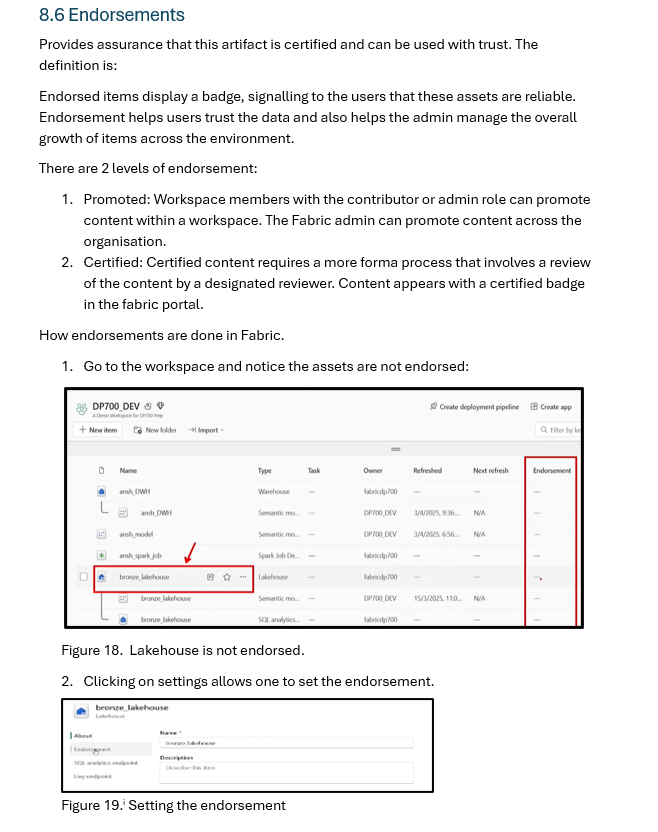 8.6 Endorsements
Provides assurance that this artifact is certified and can be used with trust. The
definition is:
Endorsed items display a badge, signalling to the users that these assets are reliable.
Endorsement helps users trust the data and also helps the admin manage the overall
growth of items across the environment.
There are 2 levels of endorsement:
1. Promoted: Workspace members with the contributor or admin role can promote
content within a workspace. The Fabric admin can promote content across the
organisation.
2. Certified: Certified content requires a more forma process that involves a review
of the content by a designated reviewer. Content appears with a certified badge
in the fabric portal.
How endorsements are done in Fabric.
1. Go to the workspace and notice the assets are not endorsed:
DP700_DEV
Create deployment pipeline Create app
A Demo Workspace for DP700 Prep
+ New item New folder Import
Filter by ke
Name Type Task Owner Refreshed Next refresh Endorsement
ansh_DWH Warehouse — fabricdp700 — — —
ansh_DWH Semantic mo... — DP700_DEV 3/4/2025, 9:36:... N/A —
ansh_model Semantic mo... — DP700_DEV 3/4/2025, 6:56:... N/A —
ansh_spark_job Spark Job De... — fabricdp700 — — —
bronze_lakehouse ... Lakehouse — fabricdp700 — — —
bronze_lakehouse Semantic mo... — DP700_DEV 15/3/2025, 11:0... N/A —
bronze_lakehouse SQL analytics... — fabricdp700 — — —
Figure 18. Lakehouse is not endorsed.
2. Clicking on settings allows one to set the endorsement.
bronze_lakehouse
Lakehouse
About
Name *
Endorsement
bronze_lakehouse
Description
SQL analytics endpoint
Describe this item
Livy endpoint
Figure 19.i Setting the endorsement